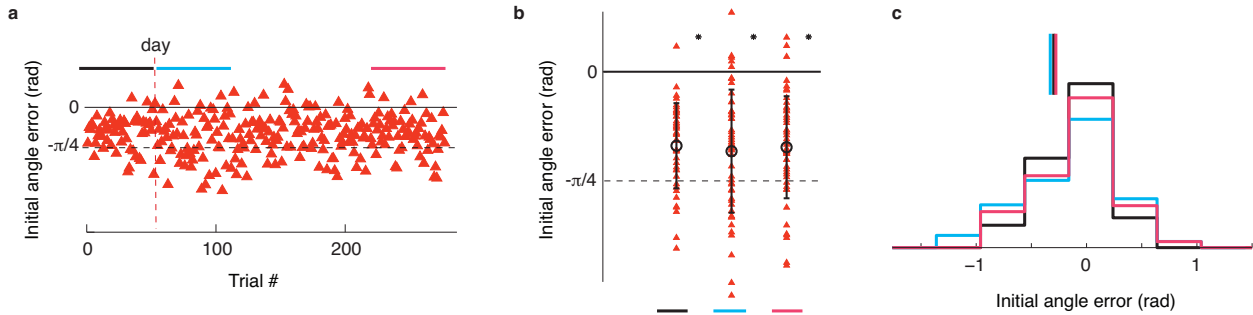 a
day
Initial angle error (rad)
0
-π/4
0
100
200
Trial #
b
* * *
Initial angle error (rad)
0
-π/4
c
−1
0
1
Initial angle error (rad)